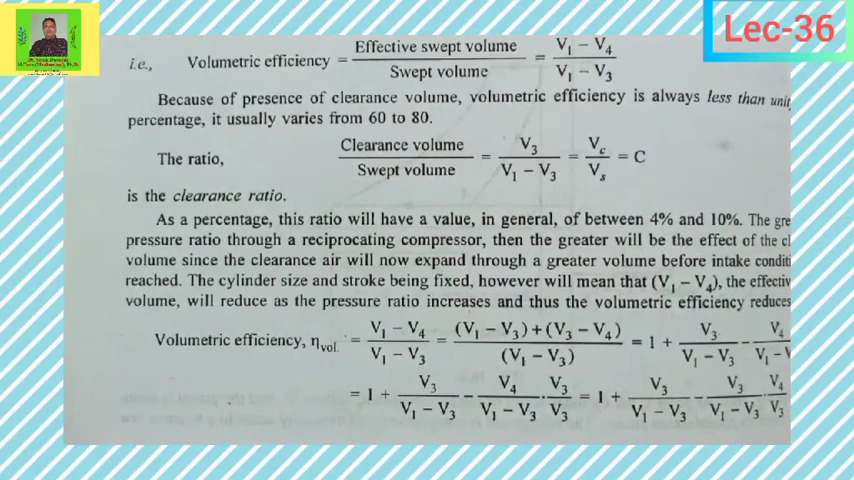 Lec-36
i.e., Volumetric efficiency = Effective swept volume / Swept volume = V₁ − V₄ / V₁ − V₃
Because of presence of clearance volume, volumetric efficiency is always less than unit
percentage, it usually varies from 60 to 80.
The ratio, Clearance volume / Swept volume = V₃ / V₁ − V₃ = V_c / V_s = C
is the clearance ratio.
As a percentage, this ratio will have a value, in general, of between 4% and 10%. The gre
pressure ratio through a reciprocating compressor, then the greater will be the effect of the cl
volume since the clearance air will now expand through a greater volume before intake conditi
reached. The cylinder size and stroke being fixed, however will mean that (V₁ − V₄), the effectiv
volume, will reduce as the pressure ratio increases and thus the volumetric efficiency reduces
Volumetric efficiency, η_vol. = V₁ − V₄ / V₁ − V₃ = (V₁ − V₃) + (V₃ − V₄) / (V₁ − V₃) = 1 + V₃ / V₁ − V₃ − V₄ / V₁ − V
= 1 + V₃ / V₁ − V₃ − V₄ / V₁ − V₃ · V₃ / V₃ = 1 + V₃ / V₁ − V₃ − V₃ / V₁ − V₃ · V₄ / V₃